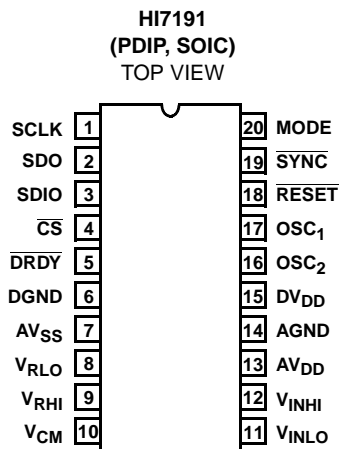 HI7191
(PDIP, SOIC)
TOP VIEW
SCLK 1 20 MODE
SDO 2 19 SYNC
SDIO 3 18 RESET
CS 4 17 OSC1
DRDY 5 16 OSC2
DGND 6 15 DVDD
AVSS 7 14 AGND
VRLO 8 13 AVDD
VRHI 9 12 VINHI
VCM 10 11 VINLO